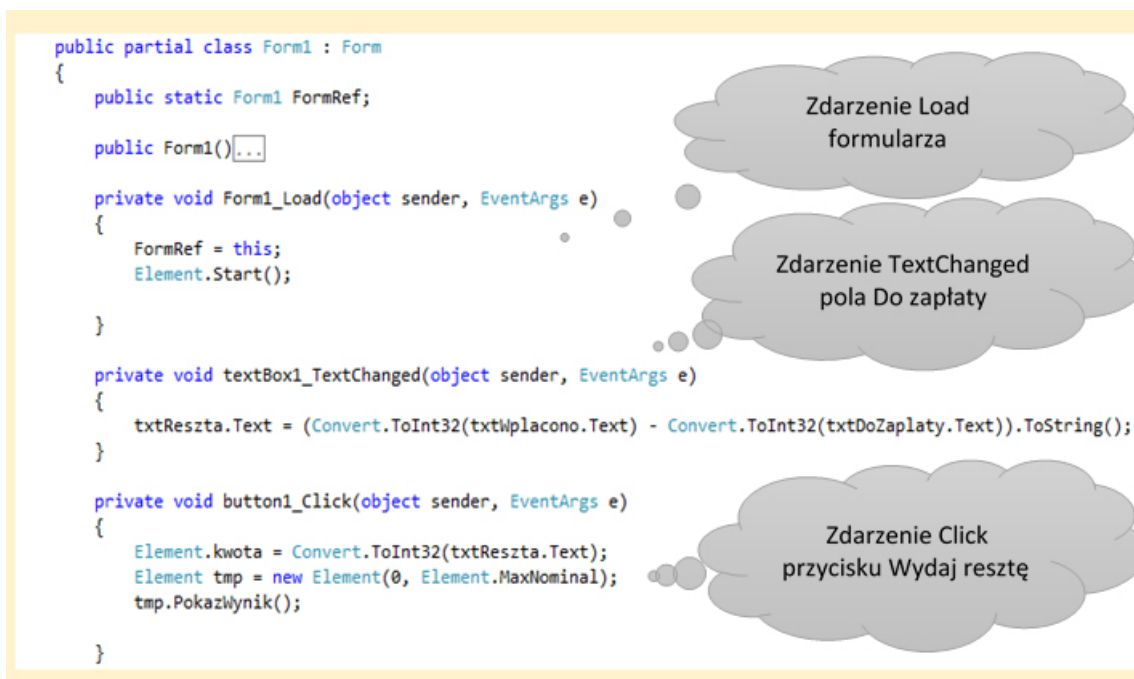 public partial class Form1 : Form
{
public static Form1 FormRef;
public Form1()...
private void Form1_Load(object sender, EventArgs e)
{
FormRef = this;
Element.Start();
}
private void textBox1_TextChanged(object sender, EventArgs e)
{
txtReszta.Text = (Convert.ToInt32(txtWplacono.Text) - Convert.ToInt32(txtDoZaplaty.Text)).ToString();
}
private void button1_Click(object sender, EventArgs e)
{
Element.kwota = Convert.ToInt32(txtReszta.Text);
Element tmp = new Element(0, Element.MaxNominal);
tmp.PokazWynik();
}
Zdarzenie Load
formularza
Zdarzenie TextChanged
pola Do zapłaty
Zdarzenie Click
przycisku Wydaj resztę